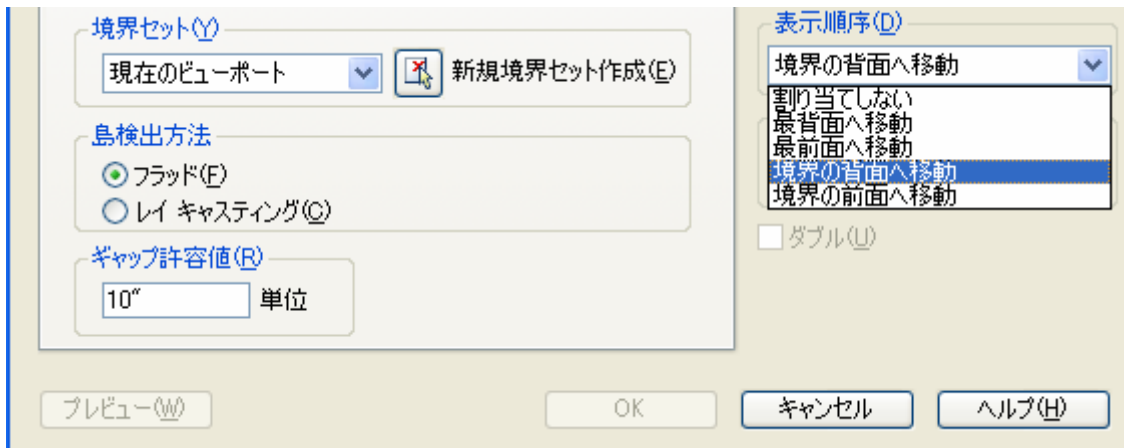 境界セット(Y)
現在のビューポート
新規境界セット作成(E)
島検出方法
フラッド(F)
レイ キャスティング(C)
ギャップ許容値(R)
10" 単位
表示順序(D)
境界の背面へ移動
割り当てしない
最背面へ移動
最前面へ移動
境界の背面へ移動
境界の前面へ移動
ダブル(U)
プレビュー(W)
OK
キャンセル
ヘルプ(H)